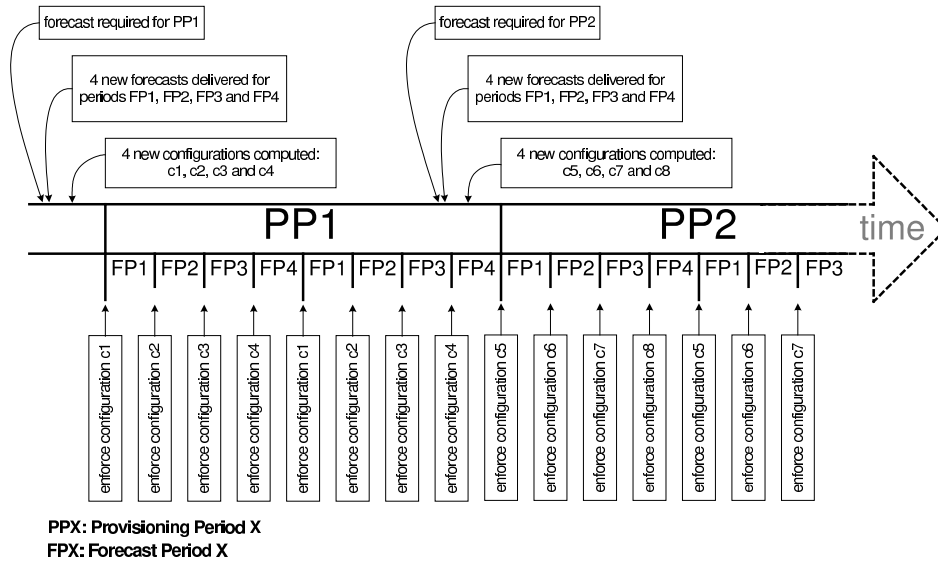 forecast required for PP1
forecast required for PP2
4 new forecasts delivered for
periods FP1, FP2, FP3 and FP4
4 new forecasts delivered for
periods FP1, FP2, FP3 and FP4
4 new configurations computed:
c1, c2, c3 and c4
4 new configurations computed:
c5, c6, c7 and c8
PP1
PP2
time
FP1
FP2
FP3
FP4
FP1
FP2
FP3
FP4
FP1
FP2
FP3
FP4
FP1
FP2
FP3
enforce configuration c1
enforce configuration c2
enforce configuration c3
enforce configuration c4
enforce configuration c1
enforce configuration c2
enforce configuration c3
enforce configuration c4
enforce configuration c5
enforce configuration c6
enforce configuration c7
enforce configuration c8
enforce configuration c5
enforce configuration c6
enforce configuration c7
PPX: Provisioning Period X
FPX: Forecast Period X